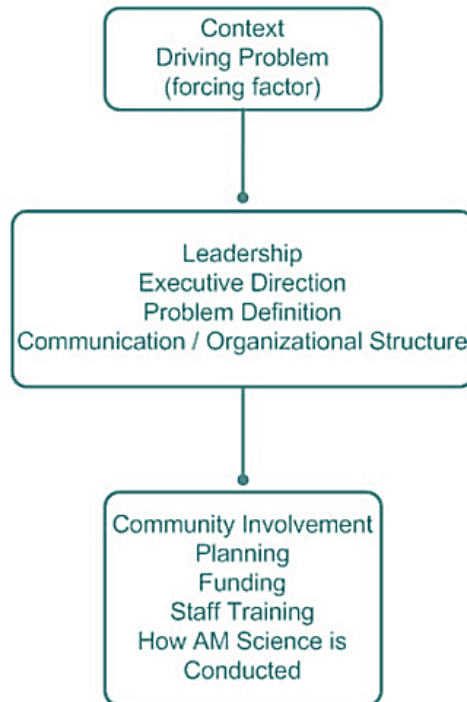 Context
Driving Problem
(forcing factor)
Leadership
Executive Direction
Problem Definition
Communication / Organizational Structure
Community Involvement
Planning
Funding
Staff Training
How AM Science is
Conducted